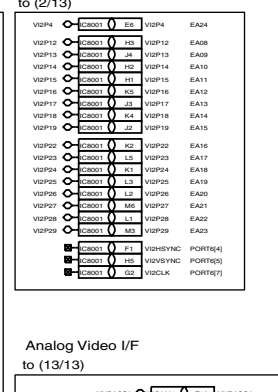 to (2/13)
VI2P4 IC8001 E6 VI2P4 EA24
VI2P12 IC8001 H3 VI2P12 EA08
VI2P13 IC8001 J4 VI2P13 EA09
VI2P14 IC8001 H2 VI2P14 EA10
VI2P15 IC8001 H1 VI2P15 EA11
VI2P16 IC8001 K5 VI2P16 EA12
VI2P17 IC8001 J3 VI2P17 EA13
VI2P18 IC8001 K4 VI2P18 EA14
VI2P19 IC8001 J2 VI2P19 EA15
VI2P22 IC8001 K2 VI2P22 EA16
VI2P23 IC8001 L5 VI2P23 EA17
VI2P24 IC8001 K1 VI2P24 EA18
VI2P25 IC8001 L3 VI2P25 EA19
VI2P26 IC8001 L2 VI2P26 EA20
VI2P27 IC8001 M6 VI2P27 EA21
VI2P28 IC8001 L1 VI2P28 EA22
VI2P29 IC8001 M3 VI2P29 EA23
IC8001 F1 VI2HSYNC PORT6[4]
IC8001 H5 VI2VSYNC PORT6[5]
IC8001 G2 VI2CLK PORT6[7]
Analog Video I/F
to (13/13)